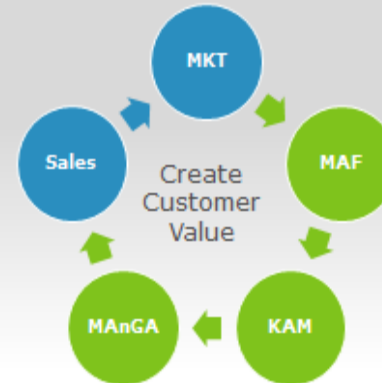 MKT
Sales
MAF
Create
Customer
Value
MAnGA
KAM